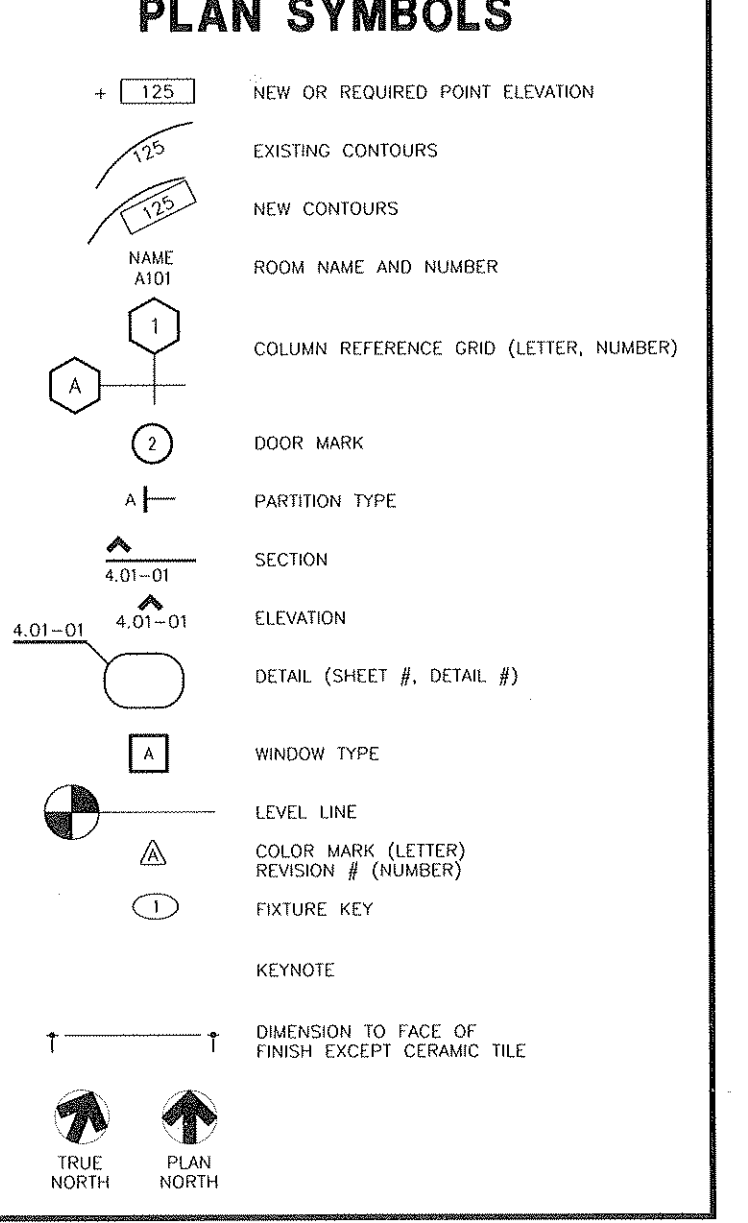 PLAN SYMBOLS
+ 125 NEW OR REQUIRED POINT ELEVATION
125 EXISTING CONTOURS
125 NEW CONTOURS
NAME
A101
ROOM NAME AND NUMBER
1
COLUMN REFERENCE GRID (LETTER, NUMBER)
A
2 DOOR MARK
A PARTITION TYPE
SECTION
4.01-01
4.01-01 ELEVATION
4.01-01
DETAIL (SHEET #, DETAIL #)
A WINDOW TYPE
LEVEL LINE
A COLOR MARK (LETTER)
REVISION # (NUMBER)
1 FIXTURE KEY
KEYNOTE
DIMENSION TO FACE OF
FINISH EXCEPT CERAMIC TILE
TRUE
NORTH
PLAN
NORTH